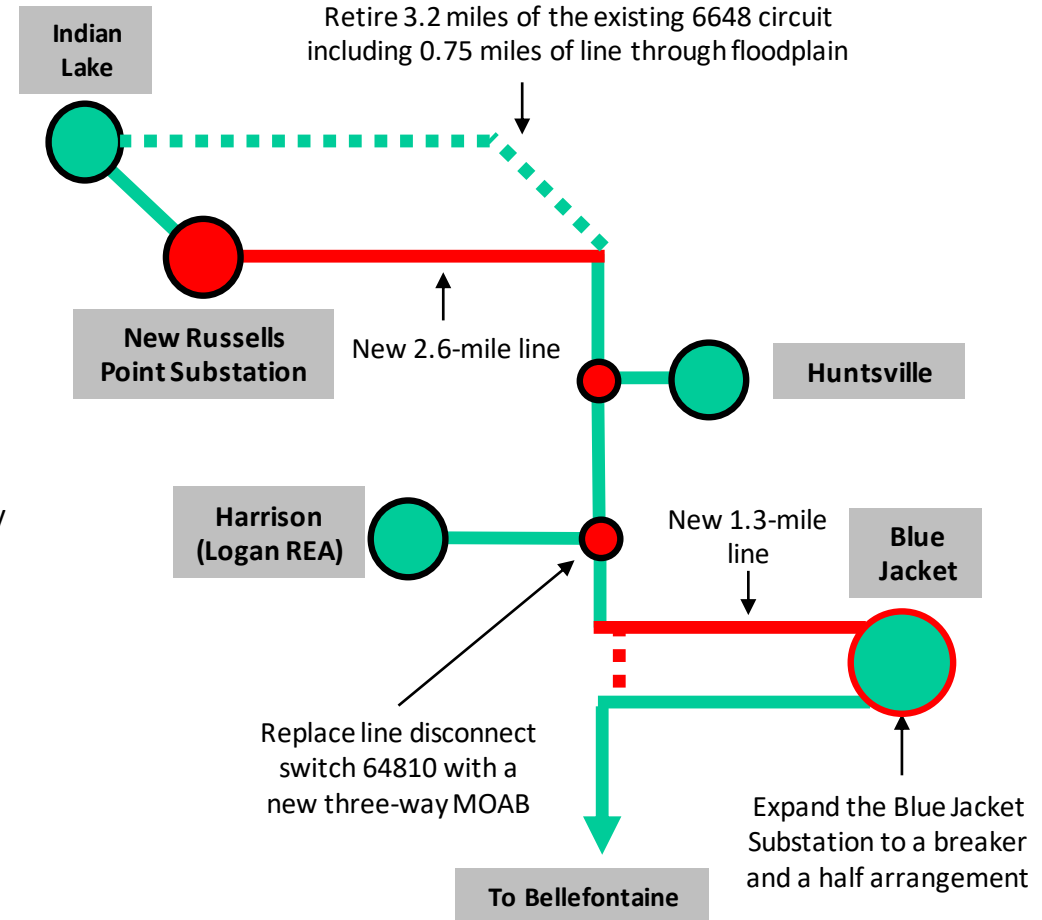 Retire 3.2 miles of the existing 6648 circuit
including 0.75 miles of line through floodplain
Indian
Lake
New Russells
Point Substation
New 2.6-mile line
Huntsville
y
Harrison
(Logan REA)
New 1.3-mile
line
Blue
Jacket
Replace line disconnect
switch 64810 with a
new three-way MOAB
Expand the Blue Jacket
Substation to a breaker
and a half arrangement
To Bellefontaine